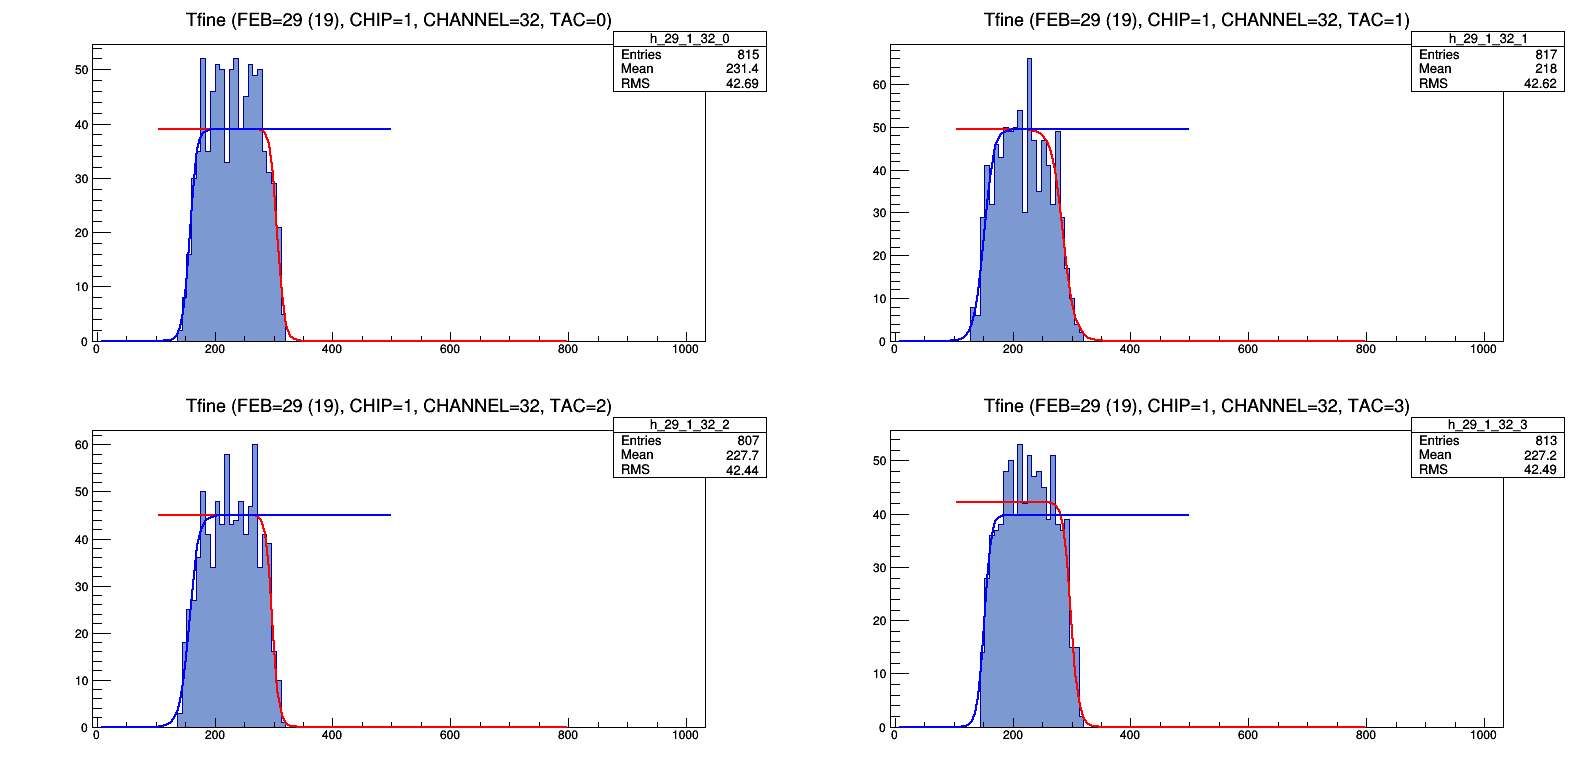 Tfine (FEB=29 (19), CHIP=1, CHANNEL=32, TAC=0)
h_29_1_32_0
Entries 815
Mean 231.4
RMS 42.69
50
40
30
20
10
0
0 200 400 600 800 1000
Tfine (FEB=29 (19), CHIP=1, CHANNEL=32, TAC=1)
h_29_1_32_1
Entries 817
Mean 218
RMS 42.62
60
50
40
30
20
10
0
0 200 400 600 800 1000
Tfine (FEB=29 (19), CHIP=1, CHANNEL=32, TAC=2)
h_29_1_32_2
Entries 807
Mean 227.7
RMS 42.44
60
50
40
30
20
10
0
0 200 400 600 800 1000
Tfine (FEB=29 (19), CHIP=1, CHANNEL=32, TAC=3)
h_29_1_32_3
Entries 813
Mean 227.2
RMS 42.49
50
40
30
20
10
0
0 200 400 600 800 1000